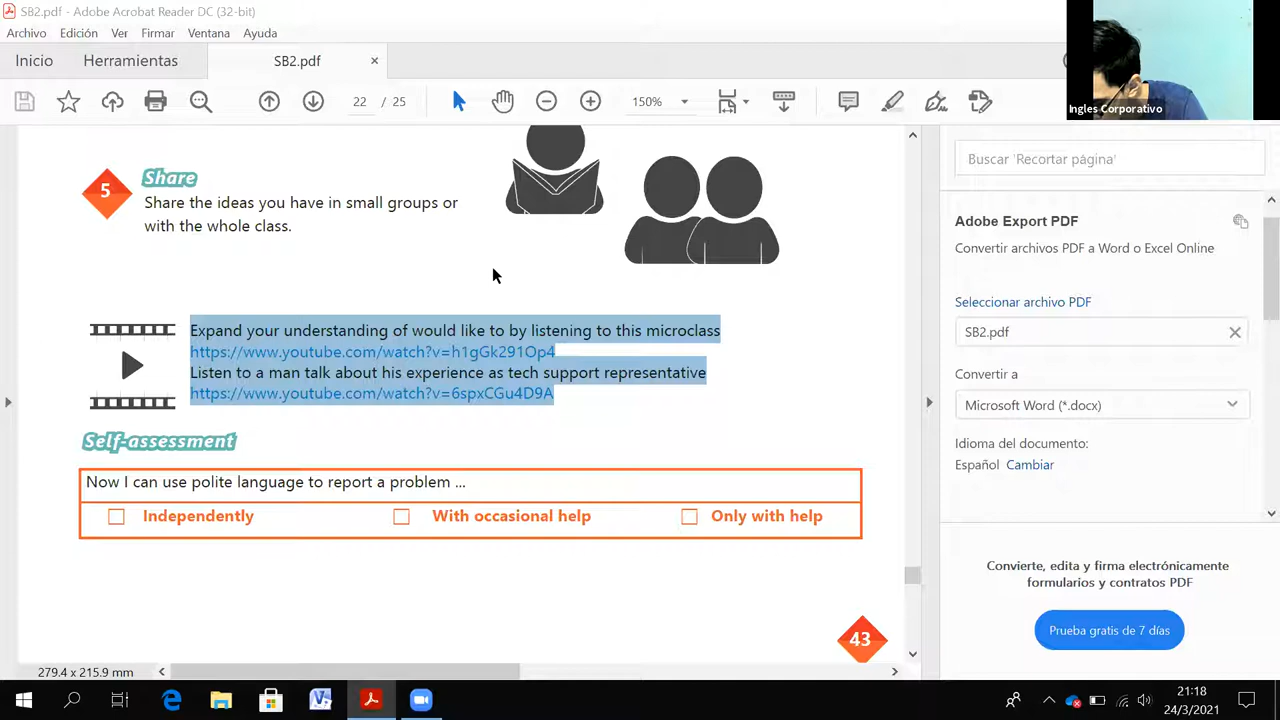 SB2.pdf - Adobe Acrobat Reader DC (32-bit)
Archivo Edición Ver Firmar Ventana Ayuda
Inicio Herramientas SB2.pdf ×
22 / 25 150%
Ingles Corporativo
5 Share
Share the ideas you have in small groups or
with the whole class.
Expand your understanding of would like to by listening to this microclass
https://www.youtube.com/watch?v=h1gGk291Op4
Listen to a man talk about his experience as tech support representative
https://www.youtube.com/watch?v=6spxCGu4D9A
Self-assessment
Now I can use polite language to report a problem ...
Independently With occasional help Only with help
43
279.4 x 215.9 mm
Buscar 'Recortar página'
Adobe Export PDF
Convertir archivos PDF a Word o Excel Online
Seleccionar archivo PDF
SB2.pdf
Convertir a
Microsoft Word (*.docx)
Idioma del documento:
Español Cambiar
Convierte, edita y firma electrónicamente
formularios y contratos PDF
Prueba gratis de 7 días
21:18
24/3/2021